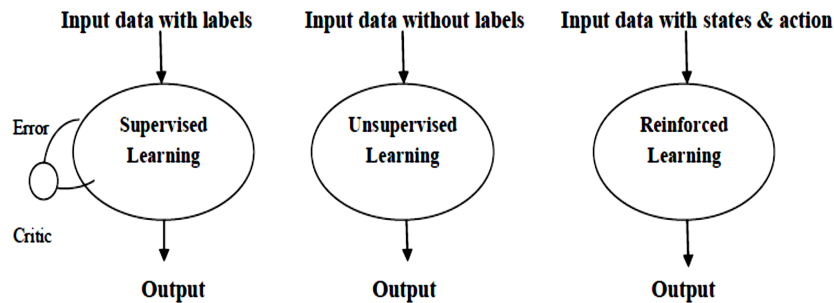 Input data with labels
Input data without labels
Input data with states & action
Error
Supervised
Learning
Unsupervised
Learning
Reinforced
Learning
Critic
Output
Output
Output